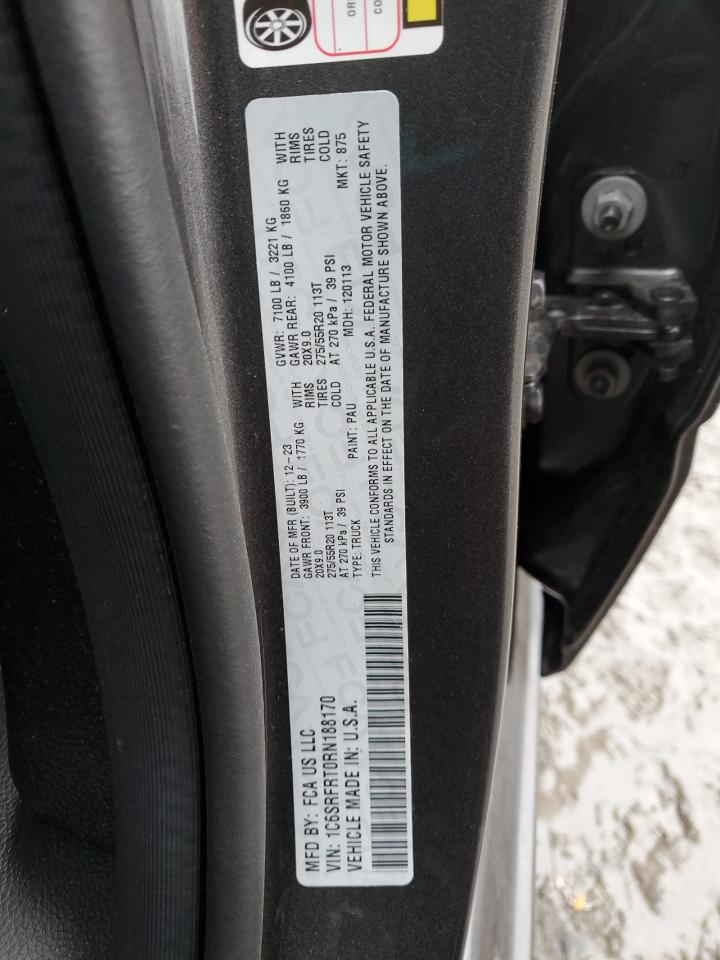 OR
CO
MFD BY: FCA US LLC
VIN: 1C6SRFRT0RN188170
VEHICLE MADE IN: U.S.A.
DATE OF MFR (BUILT): 12-23 GVWR: 7100 LB / 3221 KG
GAWR FRONT: 3900 LB / 1770 KG WITH GAWR REAR: 4100 LB / 1860 KG WITH
20X9.0 RIMS 20X9.0 RIMS
275/55R20 113T TIRES 275/55R20 113T TIRES
AT 270 kPa / 39 PSI COLD AT 270 kPa / 39 PSI COLD
TYPE: TRUCK PAINT: PAU MDH: 120113 MKT: 875
THIS VEHICLE CONFORMS TO ALL APPLICABLE U.S.A. FEDERAL MOTOR VEHICLE SAFETY
STANDARDS IN EFFECT ON THE DATE OF MANUFACTURE SHOWN ABOVE.